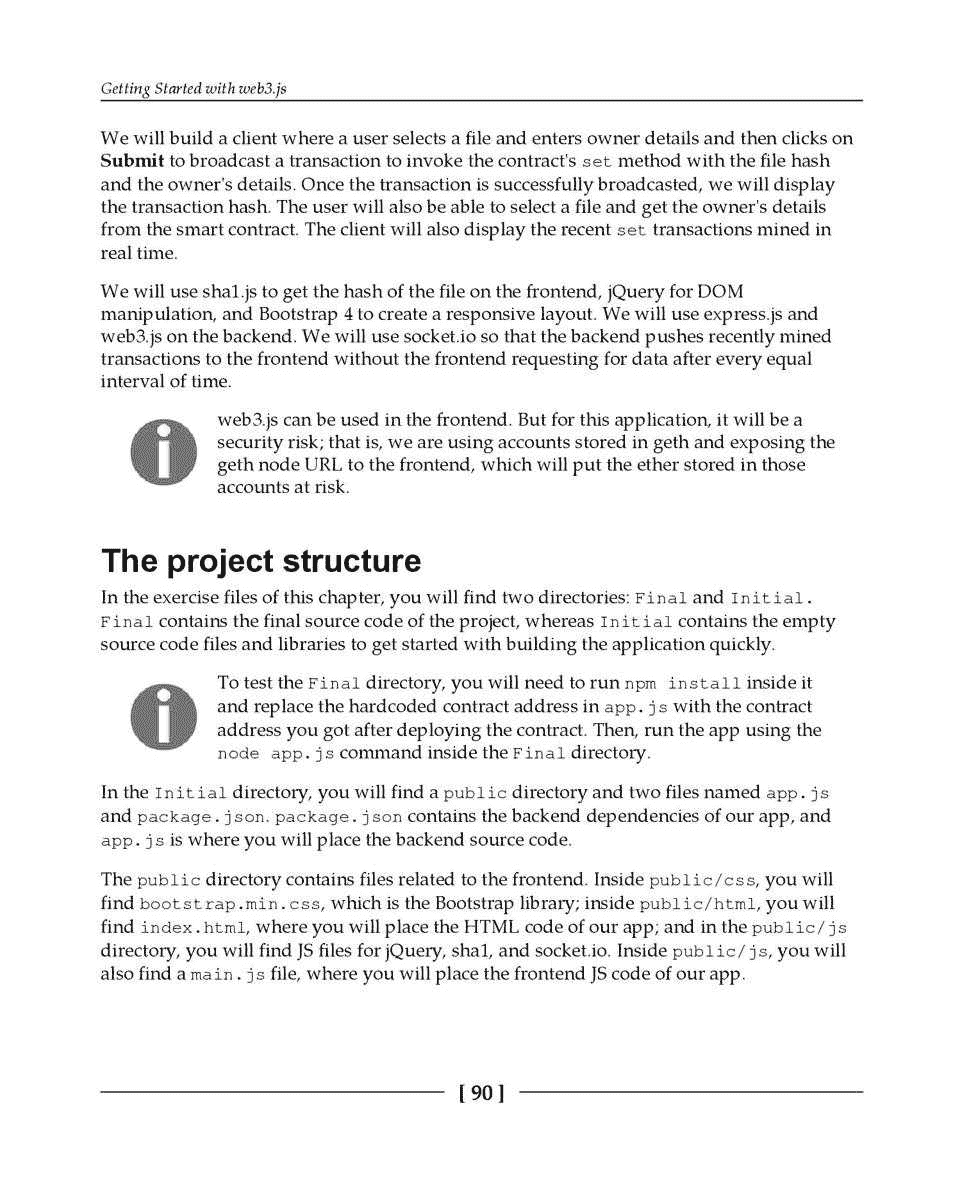 Getting Started with web3.js
We will build a client where a user selects a file and enters owner details and then clicks on
Submit to broadcast a transaction to invoke the contract's set method with the file hash
and the owner's details. Once the transaction is successfully broadcasted, we will display
the transaction hash. The user will also be able to select a file and get the owner's details
from the smart contract. The client will also display the recent set transactions mined in
real time.
We will use sha1.js to get the hash of the file on the frontend, jQuery for DOM
manipulation, and Bootstrap 4 to create a responsive layout. We will use express.js and
web3.js on the backend. We will use socket.io so that the backend pushes recently mined
transactions to the frontend without the frontend requesting for data after every equal
interval of time.
web3.js can be used in the frontend. But for this application, it will be a
security risk; that is, we are using accounts stored in geth and exposing the
geth node URL to the frontend, which will put the ether stored in those
accounts at risk.
The project structure
In the exercise files of this chapter, you will find two directories: Final and Initial.
Final contains the final source code of the project, whereas Initial contains the empty
source code files and libraries to get started with building the application quickly.
To test the Final directory, you will need to run npm install inside it
and replace the hardcoded contract address in app.js with the contract
address you got after deploying the contract. Then, run the app using the
node app.js command inside the Final directory.
In the Initial directory, you will find a public directory and two files named app.js
and package.json. package.json contains the backend dependencies of our app, and
app.js is where you will place the backend source code.
The public directory contains files related to the frontend. Inside public/css, you will
find bootstrap.min.css, which is the Bootstrap library; inside public/html, you will
find index.html, where you will place the HTML code of our app; and in the public/js
directory, you will find JS files for jQuery, sha1, and socket.io. Inside public/js, you will
also find a main.js file, where you will place the frontend JS code of our app.
[ 90 ]